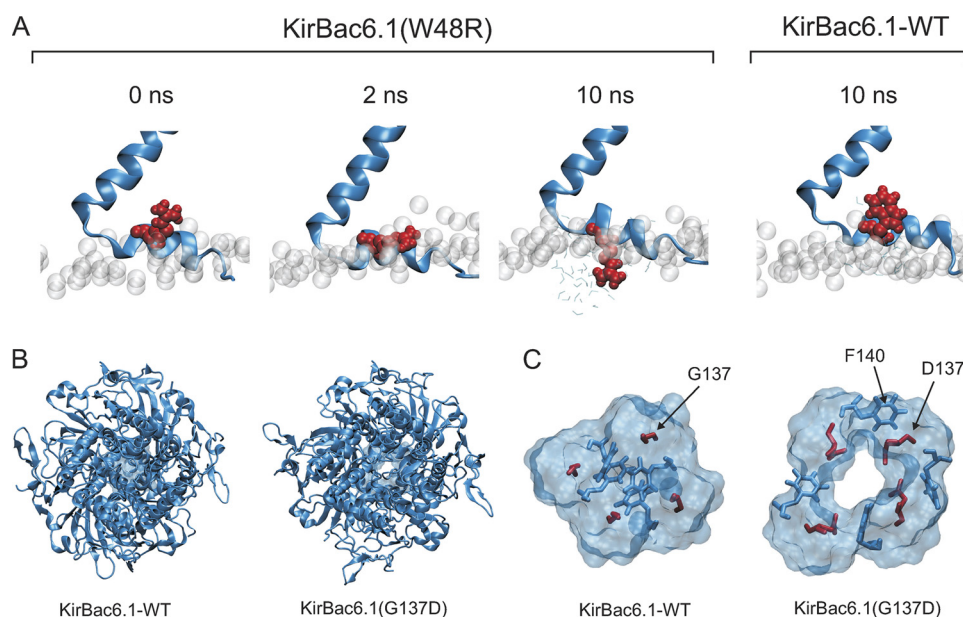 A
KirBac6.1(W48R)
KirBac6.1-WT
0 ns
2 ns
10 ns
10 ns
B
C
G137
F140
D137
KirBac6.1-WT
KirBac6.1(G137D)
KirBac6.1-WT
KirBac6.1(G137D)